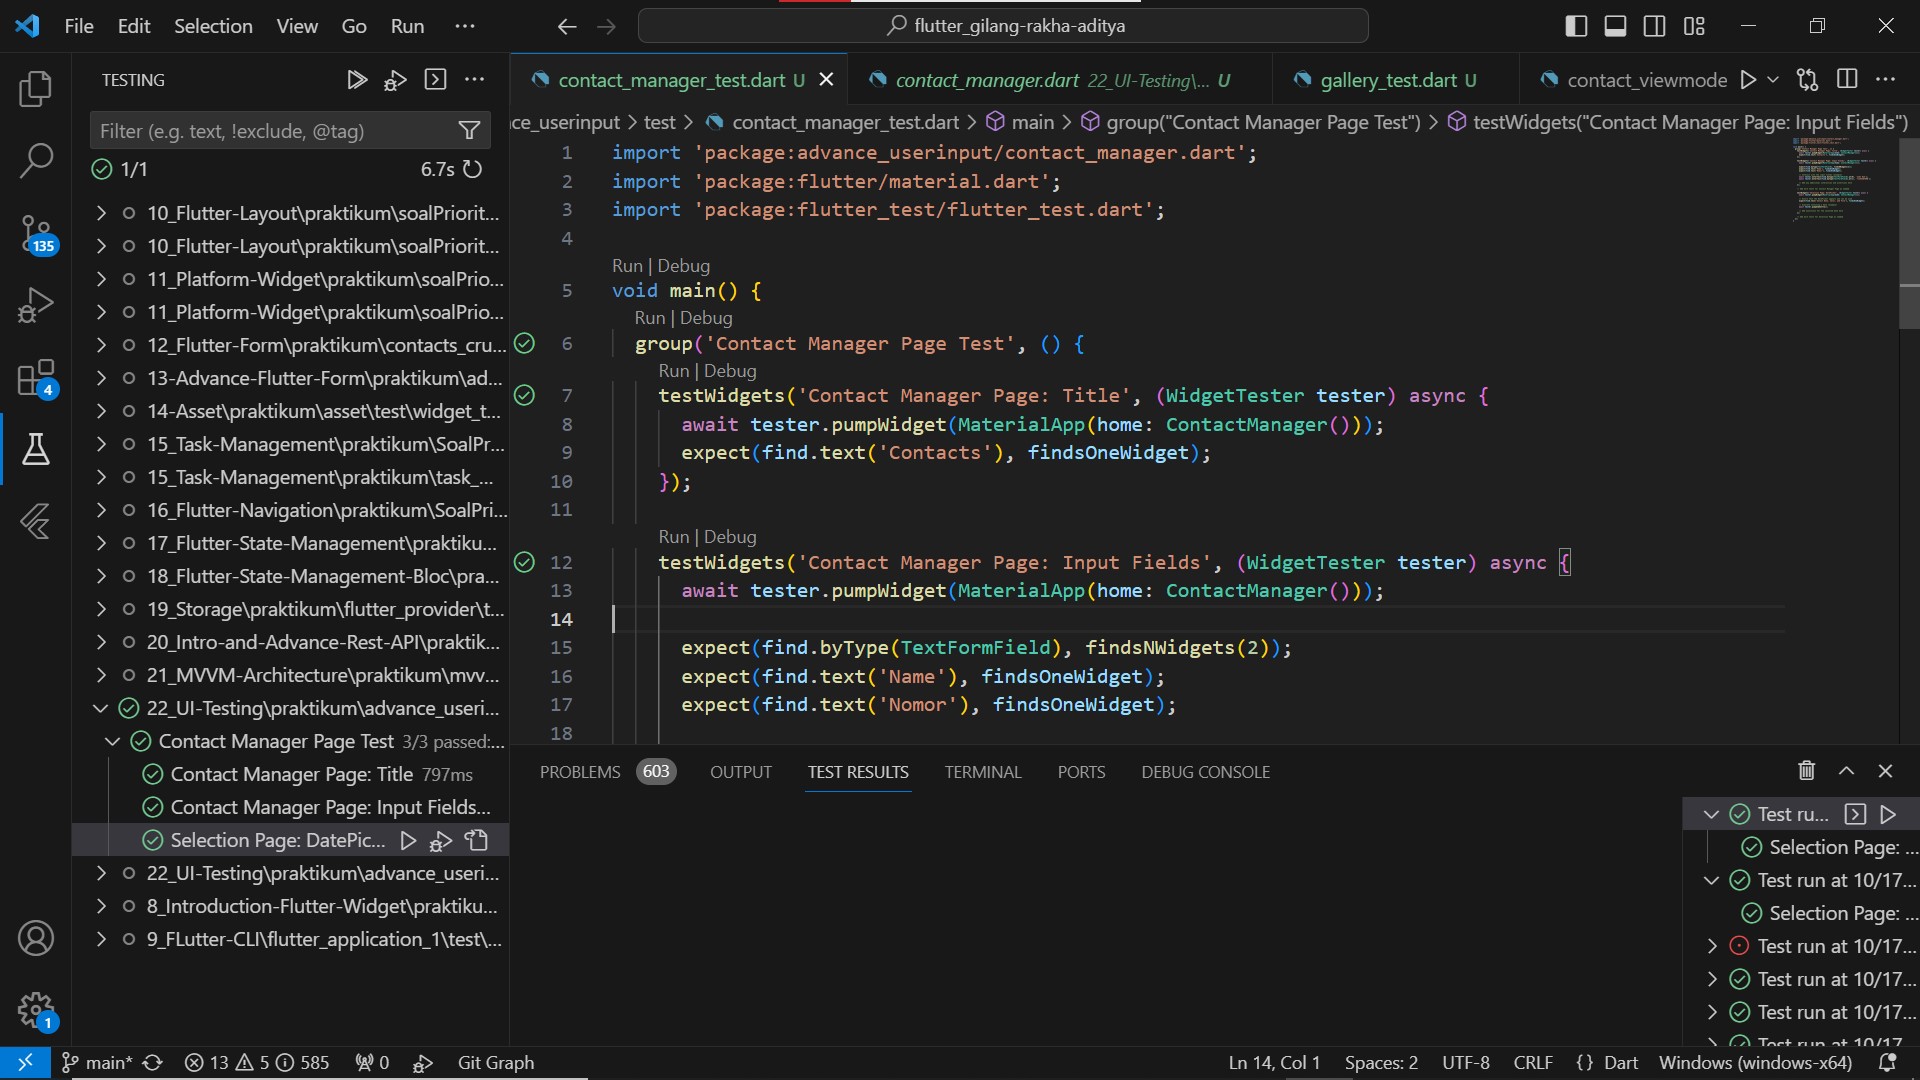 File Edit Selection View Go Run ···
flutter_gilang-rakha-aditya
TESTING
Filter (e.g. text, !exclude, @tag)
1/1 6.7s
10_Flutter-Layout\praktikum\soalPriorit...
10_Flutter-Layout\praktikum\soalPriorit...
11_Platform-Widget\praktikum\soalPrio...
11_Platform-Widget\praktikum\soalPrio...
12_Flutter-Form\praktikum\contacts_cru...
13-Advance-Flutter-Form\praktikum\ad...
14-Asset\praktikum\asset\test\widget_t...
15_Task-Management\praktikum\SoalPr...
15_Task-Management\praktikum\task_...
16_Flutter-Navigation\praktikum\SoalPri...
17_Flutter-State-Management\praktiku...
18_Flutter-State-Management-Bloc\pra...
19_Storage\praktikum\flutter_provider\t...
20_Intro-and-Advance-Rest-API\praktik...
21_MVVM-Architecture\praktikum\mvv...
22_UI-Testing\praktikum\advance_useri...
Contact Manager Page Test 3/3 passed:...
Contact Manager Page: Title 797ms
Contact Manager Page: Input Fields...
Selection Page: DatePic...
22_UI-Testing\praktikum\advance_useri...
8_Introduction-Flutter-Widget\praktiku...
9_FLutter-CLI\flutter_application_1\test\...
135
4
1
contact_manager_test.dart U
contact_manager.dart 22_UI-Testing\... U
gallery_test.dart U
contact_viewmode
ce_userinput > test > contact_manager_test.dart > main > group("Contact Manager Page Test") > testWidgets("Contact Manager Page: Input Fields")
1 import 'package:advance_userinput/contact_manager.dart';
2 import 'package:flutter/material.dart';
3 import 'package:flutter_test/flutter_test.dart';
4
Run | Debug
5 void main() {
Run | Debug
6 group('Contact Manager Page Test', () {
Run | Debug
7 testWidgets('Contact Manager Page: Title', (WidgetTester tester) async {
8 await tester.pumpWidget(MaterialApp(home: ContactManager()));
9 expect(find.text('Contacts'), findsOneWidget);
10 });
11
Run | Debug
12 testWidgets('Contact Manager Page: Input Fields', (WidgetTester tester) async {
13 await tester.pumpWidget(MaterialApp(home: ContactManager()));
14
15 expect(find.byType(TextFormField), findsNWidgets(2));
16 expect(find.text('Name'), findsOneWidget);
17 expect(find.text('Nomor'), findsOneWidget);
18
PROBLEMS 603 OUTPUT TEST RESULTS TERMINAL PORTS DEBUG CONSOLE
Test ru...
Selection Page: ...
Test run at 10/17...
Selection Page: ...
Test run at 10/17...
Test run at 10/17...
Test run at 10/17...
Test run at 10/17
main* 13 5 585 0 Git Graph
Ln 14, Col 1 Spaces: 2 UTF-8 CRLF {} Dart Windows (windows-x64)